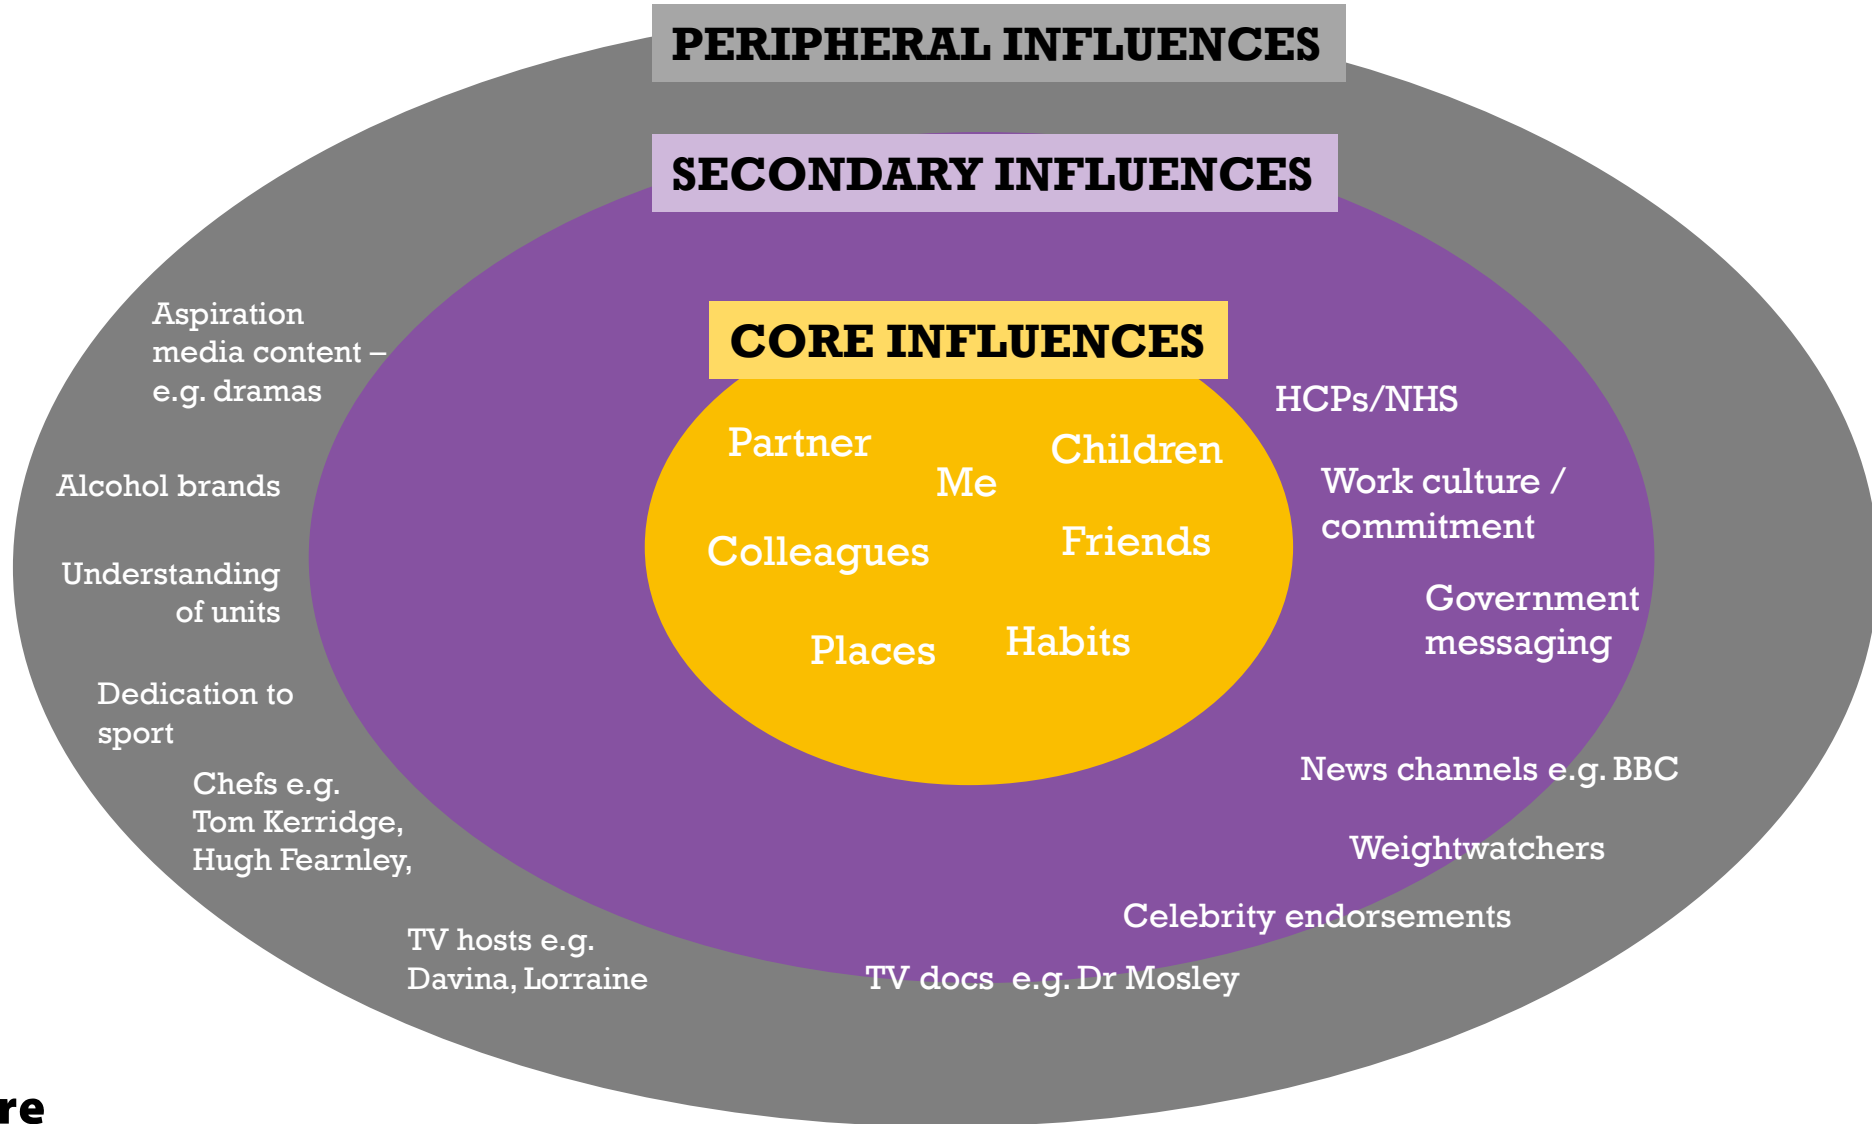 PERIPHERAL INFLUENCES
SECONDARY INFLUENCES
CORE INFLUENCES
Partner
Me
Children
Colleagues
Friends
Places
Habits
HCPs/NHS
Work culture /
commitment
Government
messaging
News channels e.g. BBC
Weightwatchers
Celebrity endorsements
TV docs  e.g. Dr Mosley
Aspiration
media content –
e.g. dramas
Alcohol brands
Understanding
of units
Dedication to
sport
Chefs e.g.
Tom Kerridge,
Hugh Fearnley,
TV hosts e.g.
Davina, Lorraine
re